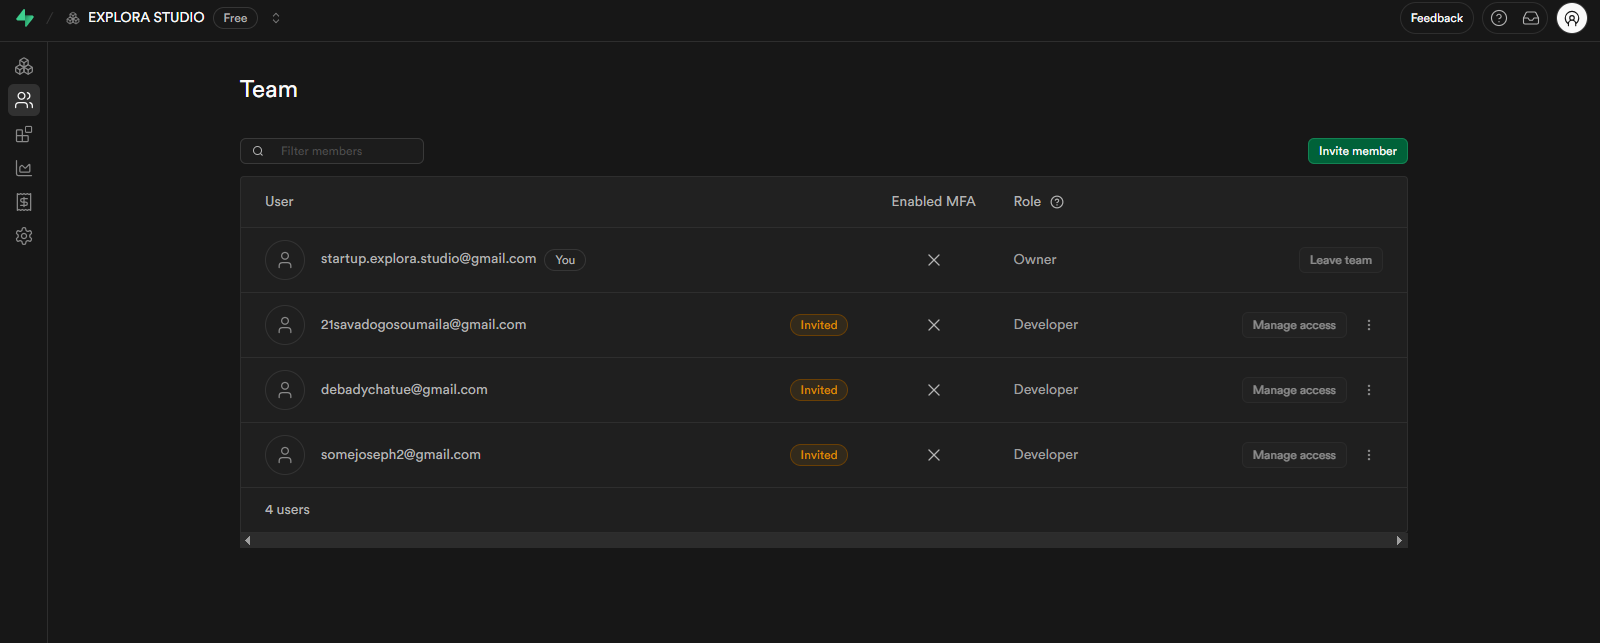 EXPLORA STUDIO Free Feedback
Team
Filter members Invite member
User Enabled MFA Role
startup.explora.studio@gmail.com You Owner Leave team
21savadogosoumaila@gmail.com Invited Developer Manage access
debadychatue@gmail.com Invited Developer Manage access
somejoseph2@gmail.com Invited Developer Manage access
4 users